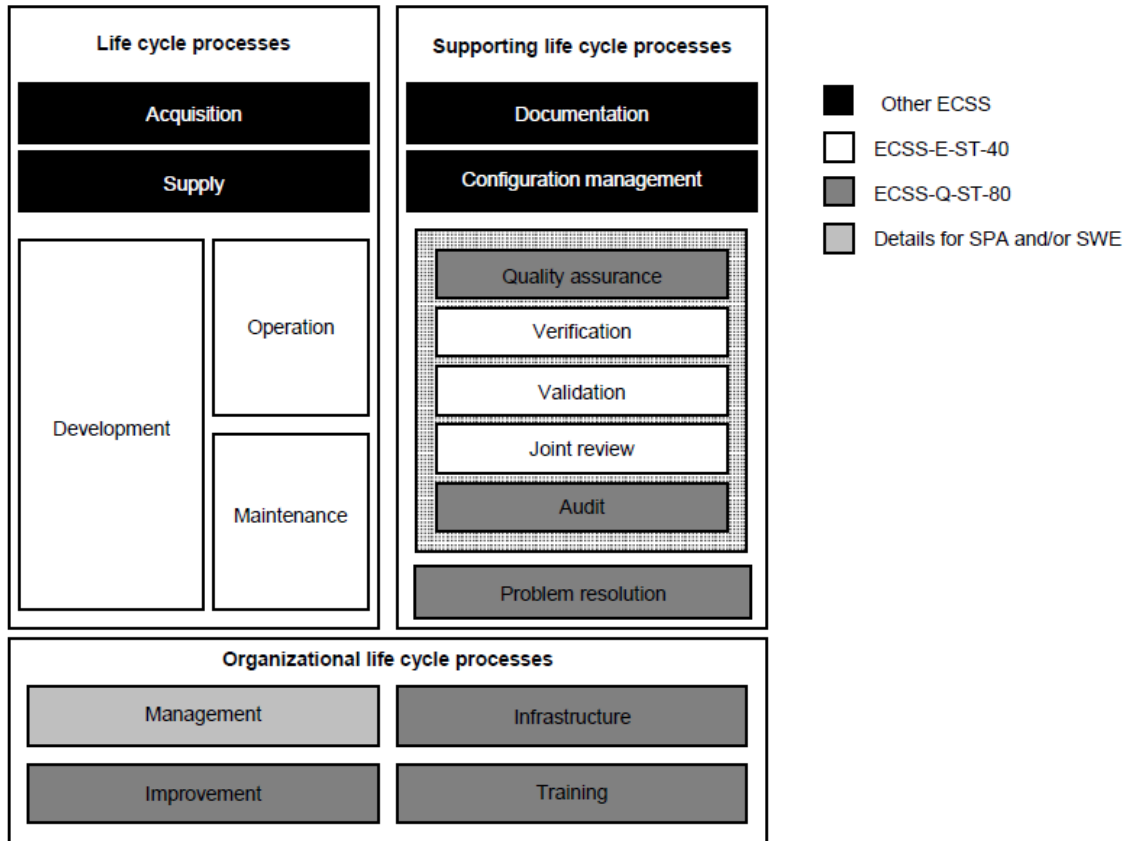 Life cycle processes
Acquisition
Supply
Development
Operation
Maintenance
Supporting life cycle processes
Documentation
Configuration management
Quality assurance
Verification
Validation
Joint review
Audit
Problem resolution
Organizational life cycle processes
Management
Infrastructure
Improvement
Training
Other ECSS
ECSS-E-ST-40
ECSS-Q-ST-80
Details for SPA and/or SWE